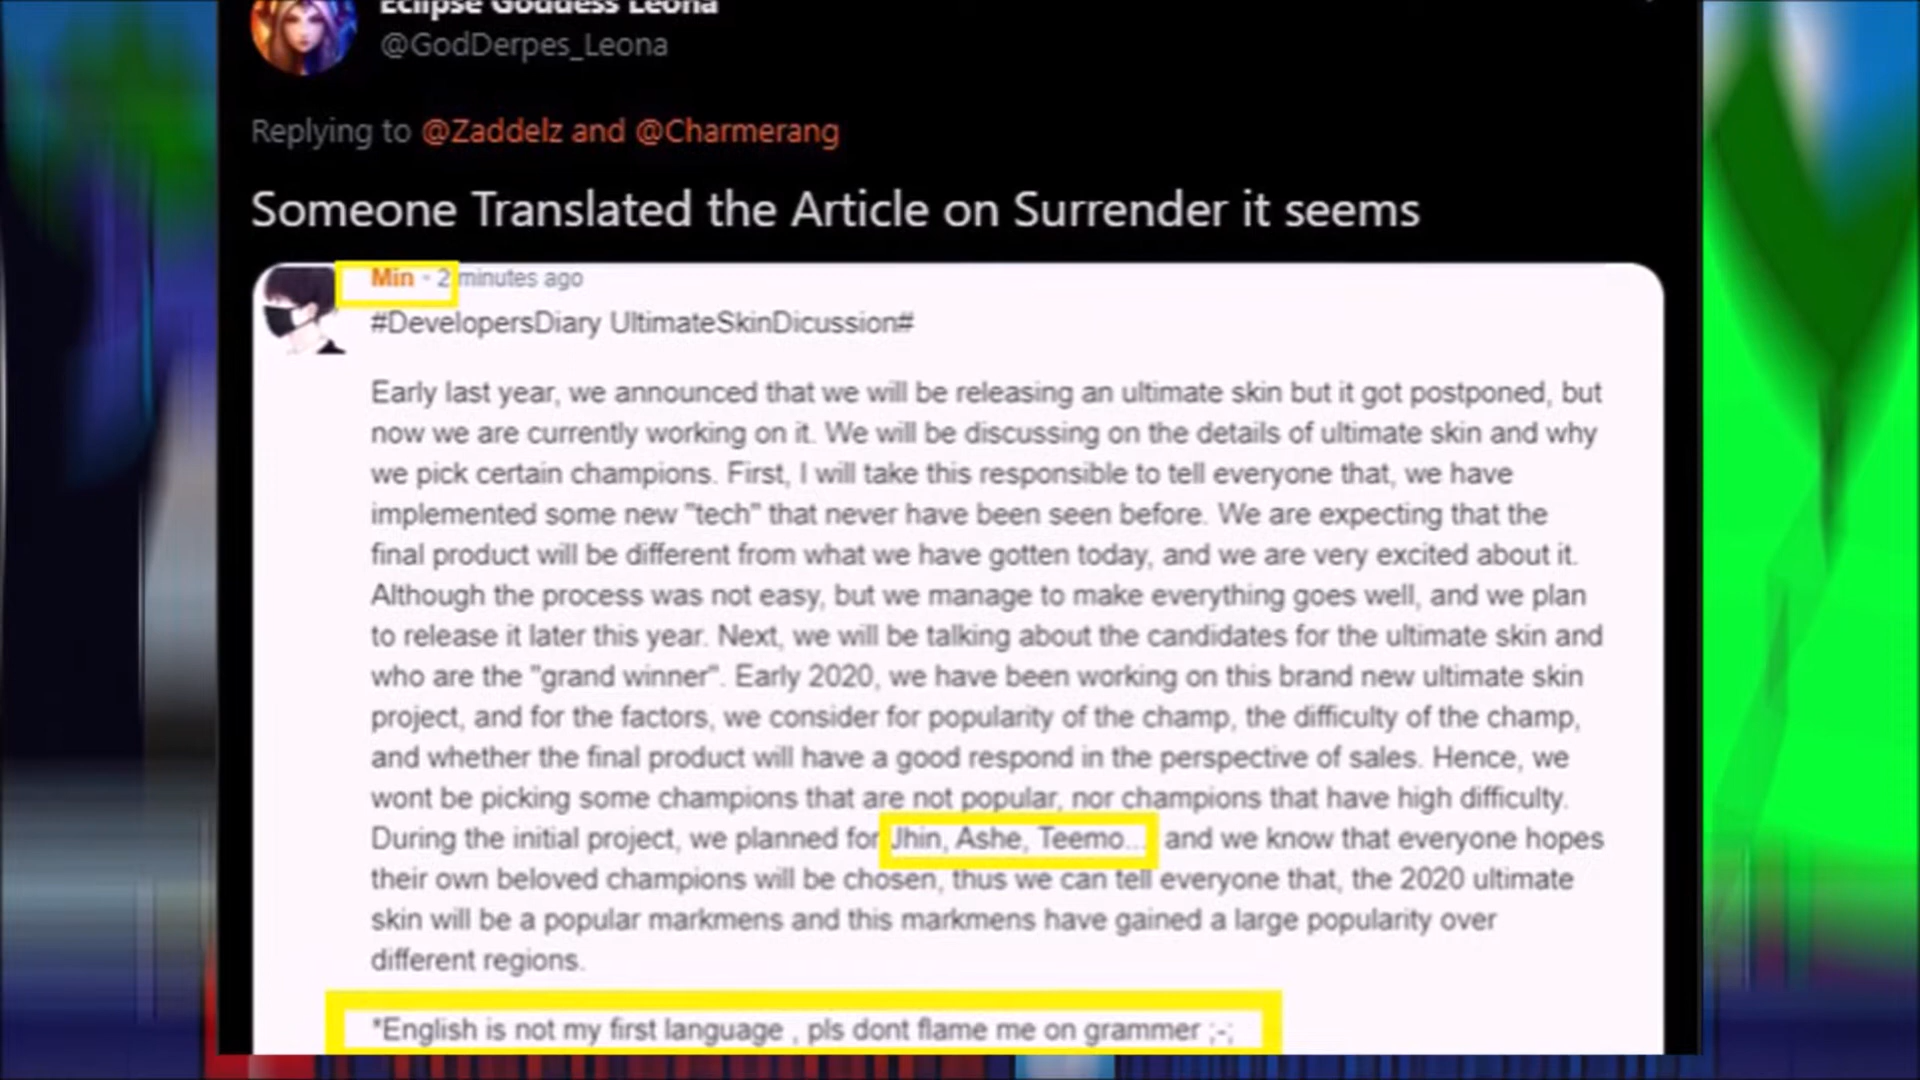 Eclipse Goddess Leona
@GodDerpes_Leona
Replying to @Zaddelz and @Charmerang
Someone Translated the Article on Surrender it seems
Min - 2 minutes ago
#DevelopersDiary UltimateSkinDicussion#
Early last year, we announced that we will be releasing an ultimate skin but it got postponed, but
now we are currently working on it. We will be discussing on the details of ultimate skin and why
we pick certain champions. First, I will take this responsible to tell everyone that, we have
implemented some new "tech" that never have been seen before. We are expecting that the
final product will be different from what we have gotten today, and we are very excited about it.
Although the process was not easy, but we manage to make everything goes well, and we plan
to release it later this year. Next, we will be talking about the candidates for the ultimate skin and
who are the "grand winner". Early 2020, we have been working on this brand new ultimate skin
project, and for the factors, we consider for popularity of the champ, the difficulty of the champ,
and whether the final product will have a good respond in the perspective of sales. Hence, we
wont be picking some champions that are not popular, nor champions that have high difficulty.
During the initial project, we planned for Jhin, Ashe, Teemo... and we know that everyone hopes
their own beloved champions will be chosen, thus we can tell everyone that, the 2020 ultimate
skin will be a popular markmens and this markmens have gained a large popularity over
different regions.
*English is not my first language , pls dont flame me on grammer ;-;